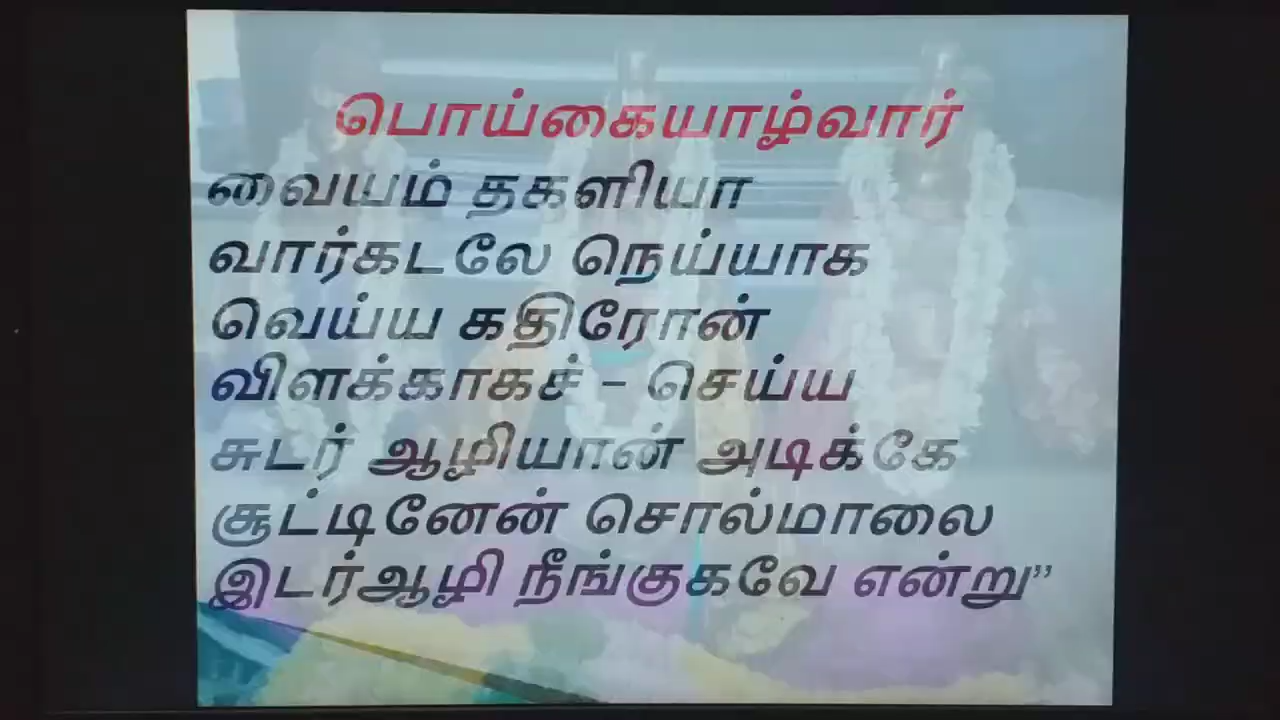 பொய்கையாழ்வார்
வையம் தகளியா
வார்கடலே நெய்யாக
வெய்ய கதிரோன்
விளக்காகச் – செய்ய
சுடர் ஆழியான் அடிக்கே
சூட்டினேன் சொல்மாலை
இடர்ஆழி நீங்குகவே என்று”